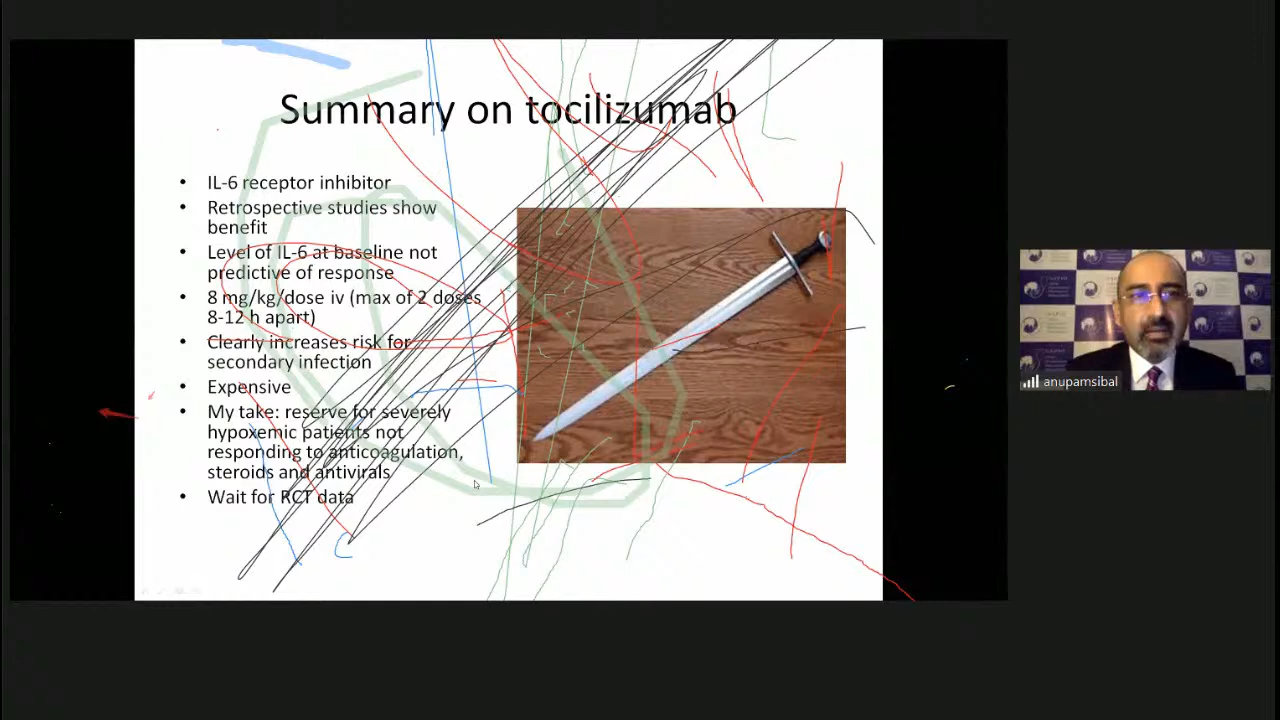 Summary on tocilizumab
• IL-6 receptor inhibitor
• Retrospective studies show
benefit
• Level of IL-6 at baseline not
predictive of response
• 8 mg/kg/dose iv (max of 2 doses
8-12 h apart)
• Clearly increases risk for
secondary infection
• Expensive
• My take: reserve for severely
hypoxemic patients not
responding to anticoagulation,
steroids and antivirals
• Wait for RCT data
anupamsibal